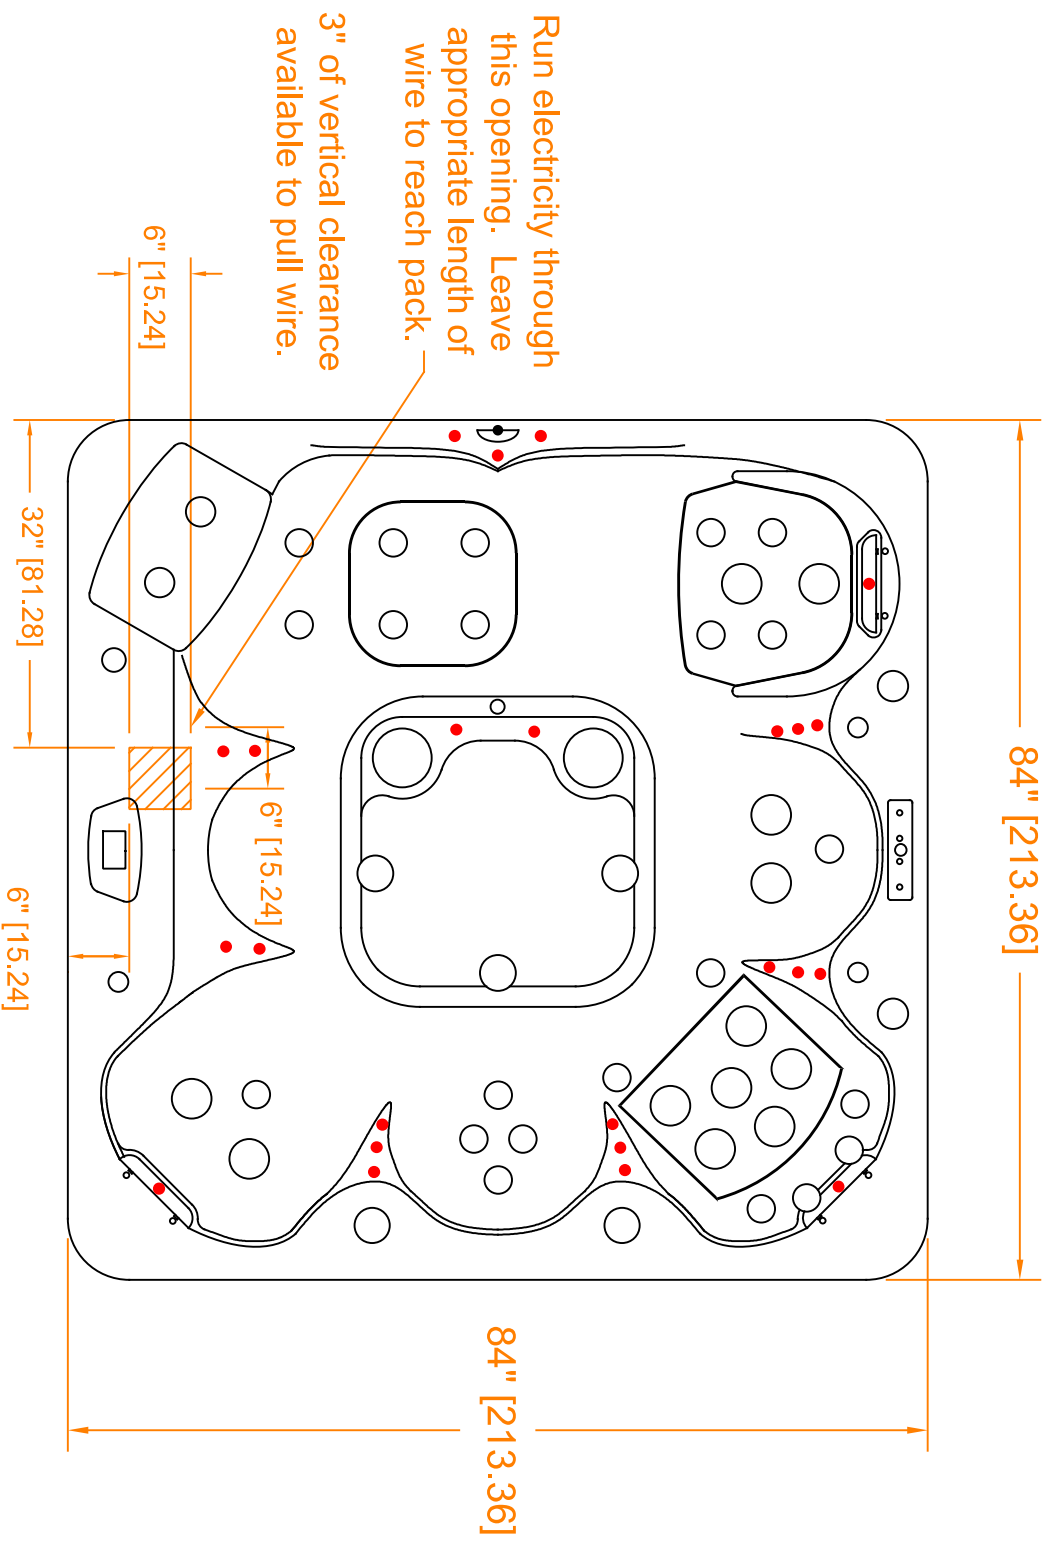 Run electricity through
this opening.  Leave
appropriate length of
wire to reach pack.
3" of vertical clearance
available to pull wire.
6" [15.24]
32" [81.28]
6" [15.24]
6" [15.24]
84" [213.36]
84" [213.36]